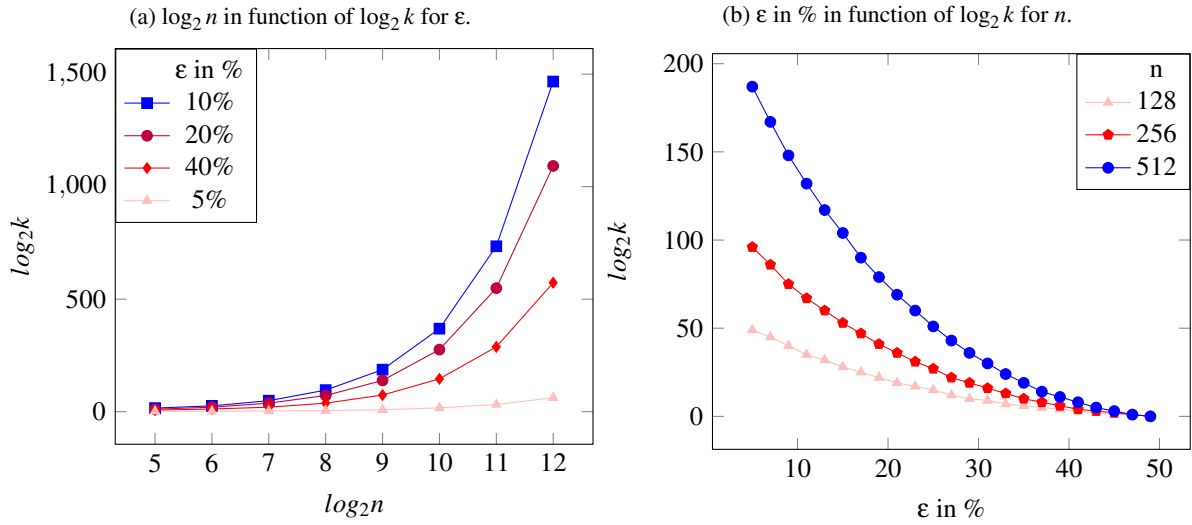 (a) log₂ n in function of log₂ k for ε.
1,500
1,000
500
0
log₂k
5 6 7 8 9 10 11 12
log₂n
ε in %
10%
20%
40%
5%
(b) ε in % in function of log₂ k for n.
200
150
100
50
0
log₂k
10 20 30 40 50
ε in %
n
128
256
512